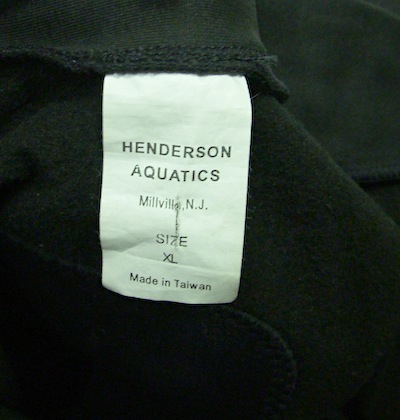 HENDERSON
AQUATICS
Millville, N.J.
SIZE
XL
Made in Taiwan